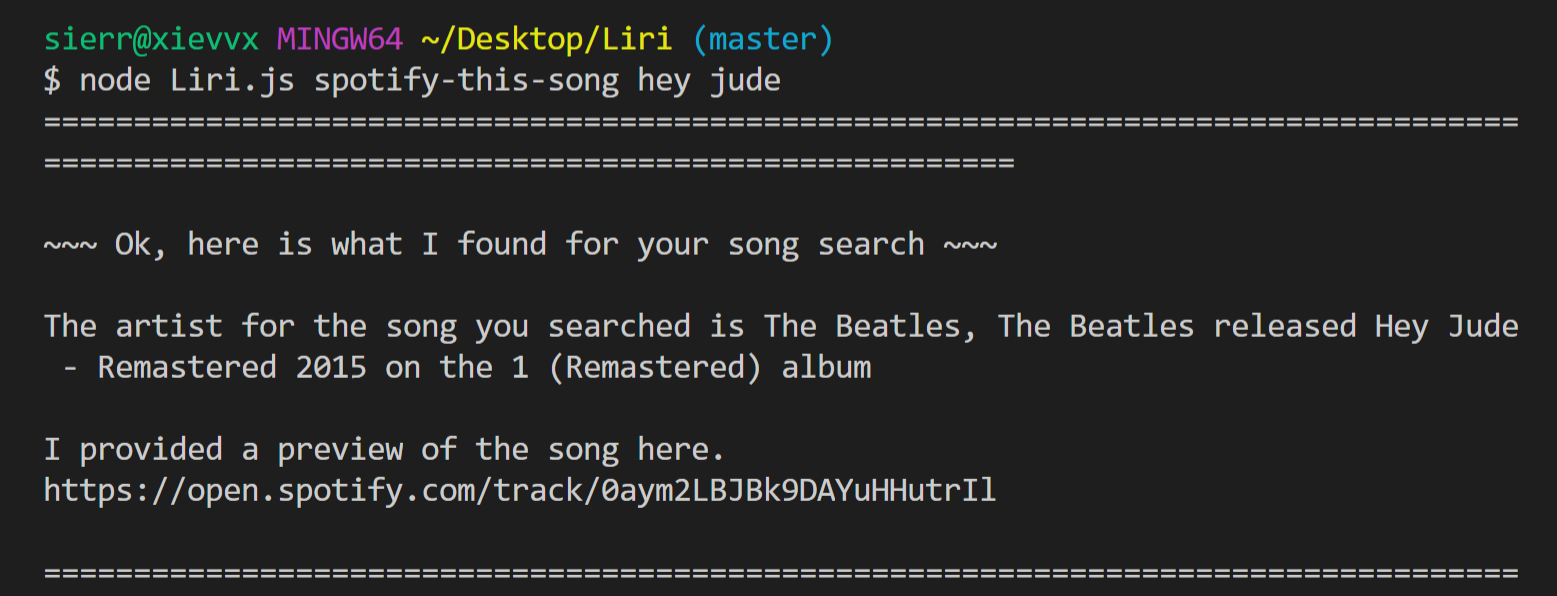 sierr@xievvx MINGW64 ~/Desktop/Liri (master)
$ node Liri.js spotify-this-song hey jude
==================================================================================
======================================================
~~~ Ok, here is what I found for your song search ~~~
The artist for the song you searched is The Beatles, The Beatles released Hey Jude
 - Remastered 2015 on the 1 (Remastered) album
I provided a preview of the song here.
https://open.spotify.com/track/0aym2LBJBk9DAYuHHutrIl
==================================================================================